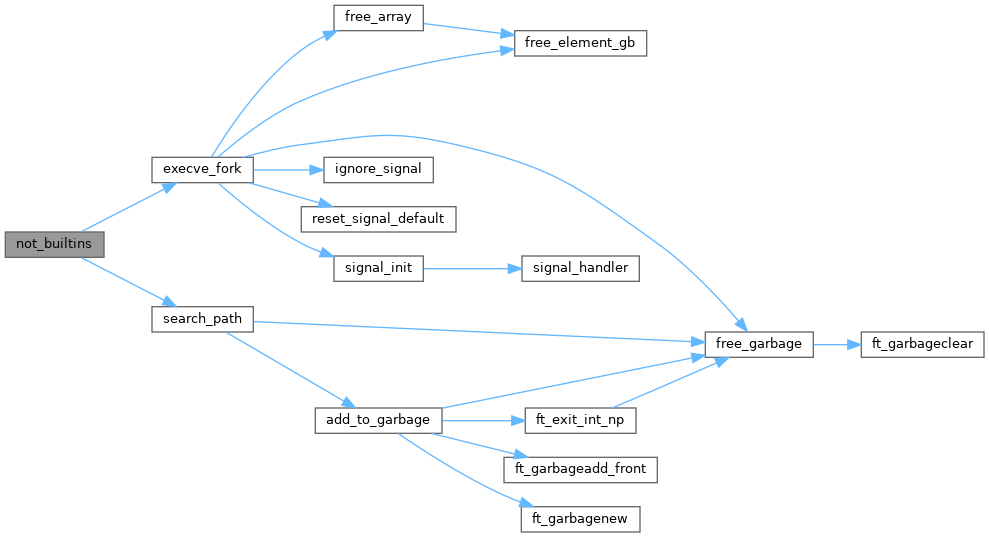 free_array
free_element_gb
execve_fork
ignore_signal
reset_signal_default
not_builtins
signal_init
signal_handler
search_path
free_garbage
ft_garbageclear
add_to_garbage
ft_exit_int_np
ft_garbageadd_front
ft_garbagenew